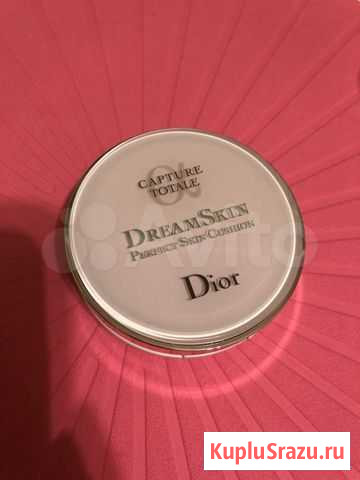 CAPTURE
TOTALE
DREAMSKIN
PERFECT SKIN CUSHION
Dior
Avito
KupluSrazu.ru